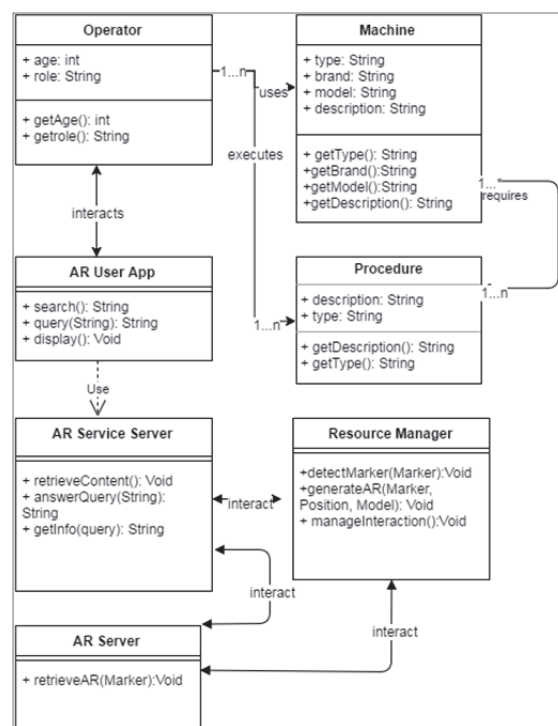 Operator
+ age: int
+ role: String
+ getAge(): int
+ getrole(): String
1...n
uses
executes
Machine
+ type: String
+ brand: String
+ model: String
+ description: String
+ getType(): String
+getBrand():String
+getModel():String
+getDescription(): String
1...*
requires
interacts
AR User App
+ search(): String
+ query(String): String
+ display(): Void
Procedure
+ description: String
+ type: String
+ getDescription(): String
+ getType(): String
1...n
1...n
Use
AR Service Server
+ retrieveContent(): Void
+ answerQuery(String):
String
+ getInfo(query): String
interact
Resource Manager
+detectMarker(Marker):Void
+generateAR(Marker,
Position, Model): Void
+ manageInteraction():Void
interact
interact
AR Server
+ retrieveAR(Marker):Void